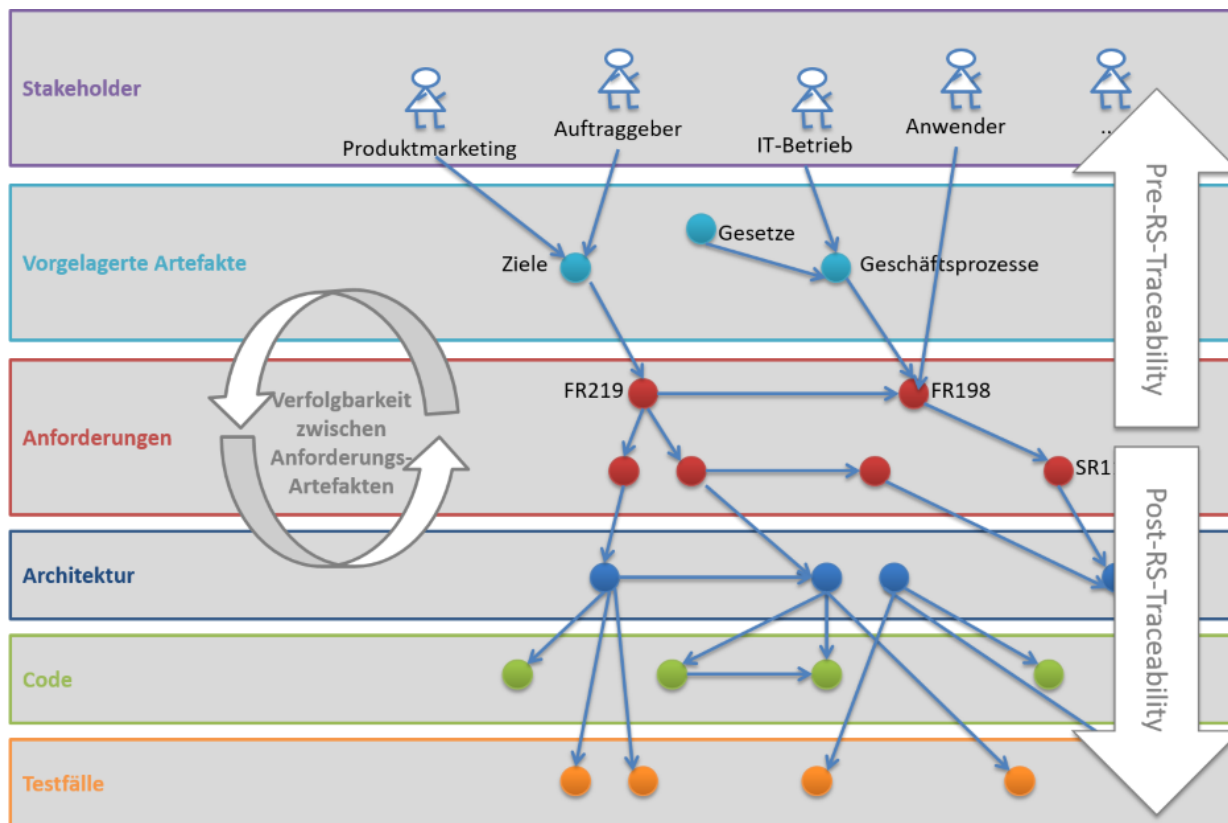 Stakeholder
Produktmarketing
Auftraggeber
IT-Betrieb
Anwender
..
Pre-RS-Traceability
Vorgelagerte Artefakte
Ziele
Gesetze
Geschäftsprozesse
Verfolgbarkeit
zwischen
Anforderungs-
Artefakten
Anforderungen
FR219
FR198
Post-RS-Traceability
Architektur
Code
Testfälle